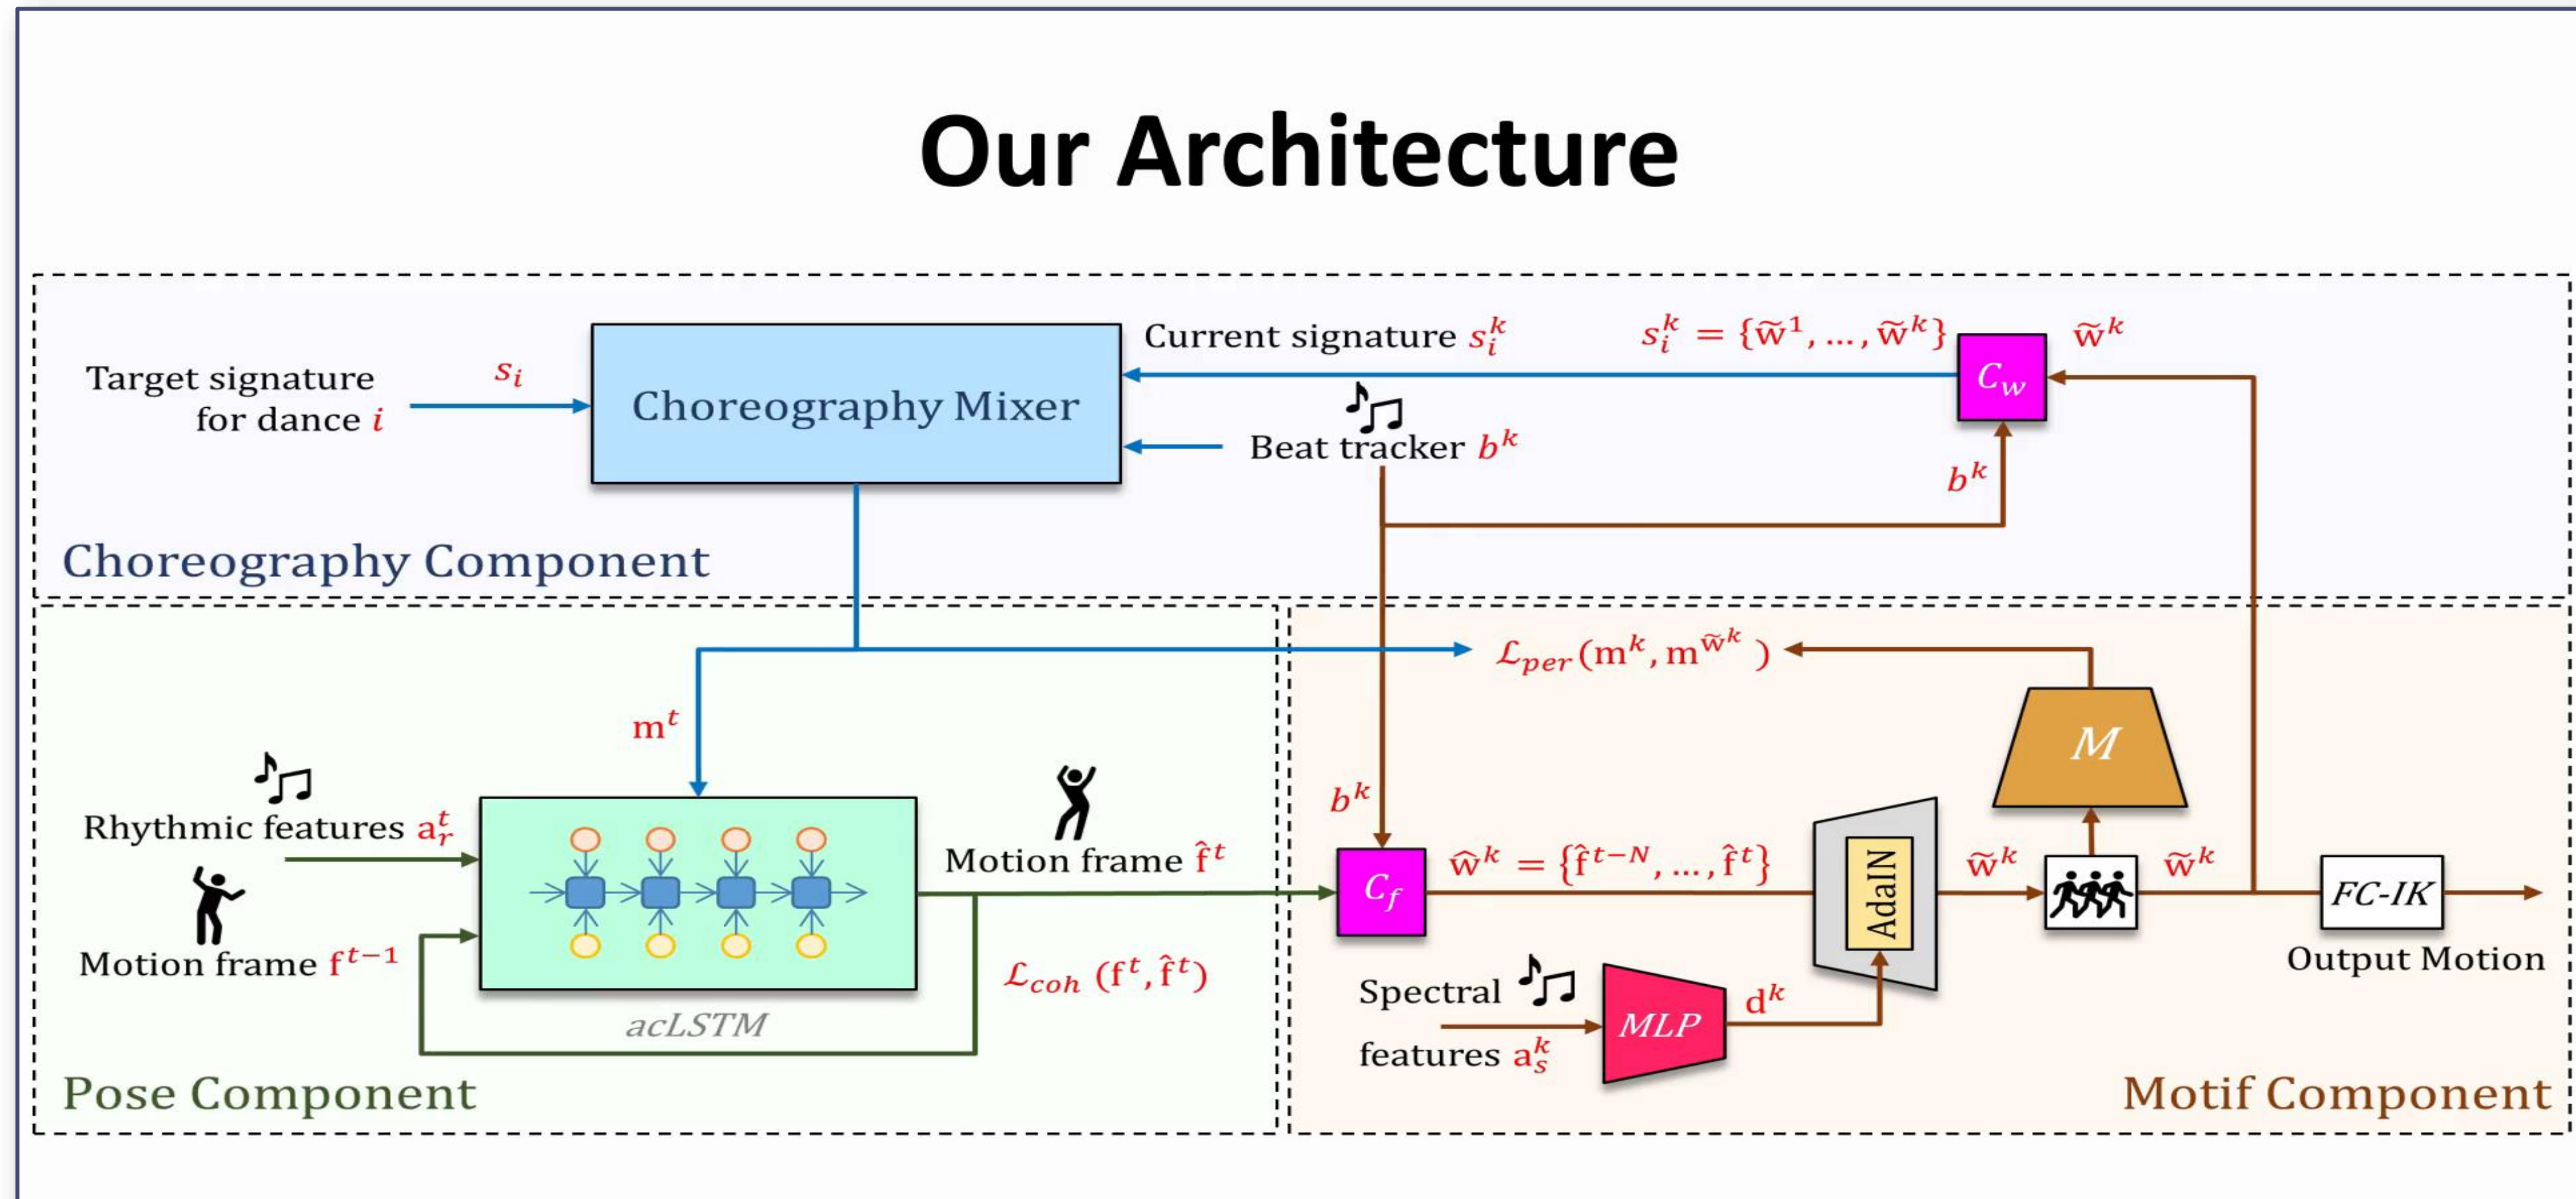 Our Architecture
Target signature
for dance i
s_i
Choreography Mixer
Current signature s_i^k
s_i^k = {w̃^1, ..., w̃^k}
C_w
w̃^k
Beat tracker b^k
b^k
Choreography Component
L_per(m^k, m^w̃^k)
m^t
M
Rhythmic features a_r^t
Motion frame f^t-1
acLSTM
Motion frame f̂^t
L_coh (f^t, f̂^t)
Pose Component
b^k
C_f
ŵ^k = {f̂^t-N, ..., f̂^t}
AdaIN
w̃^k
w̃^k
FC-IK
Output Motion
Spectral
features a_s^k
MLP
d^k
Motif Component